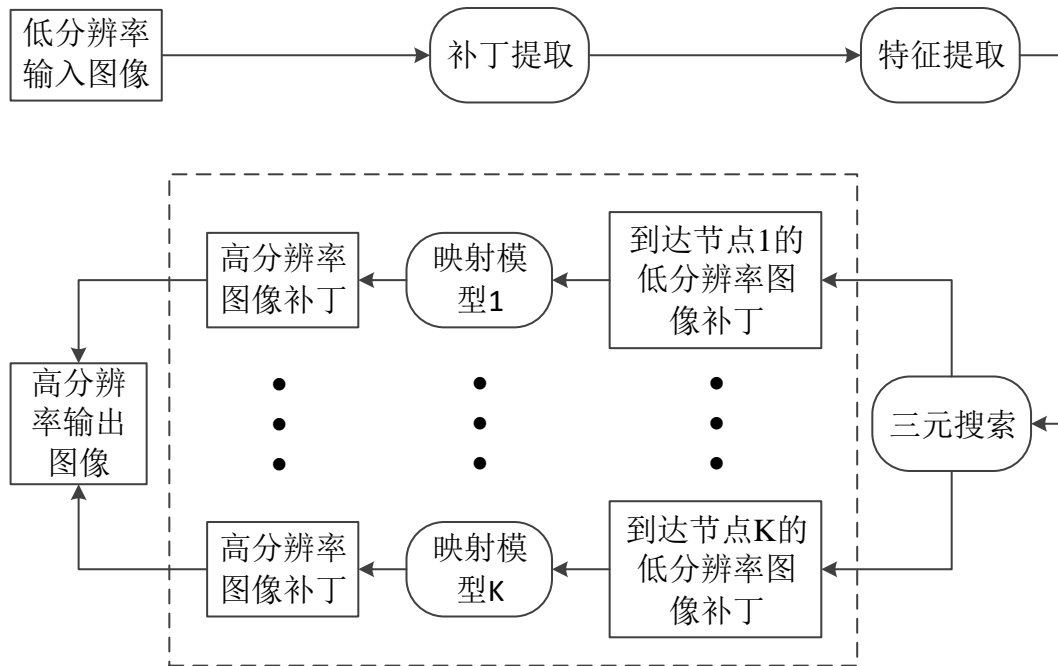 低分辨率
输入图像
补丁提取
特征提取
高分辨率
图像补丁
映射模
型1
到达节点1的
低分辨率图
像补丁
高分辨
率输出
图像
三元搜索
高分辨率
图像补丁
映射模
型K
到达节点K的
低分辨率图
像补丁